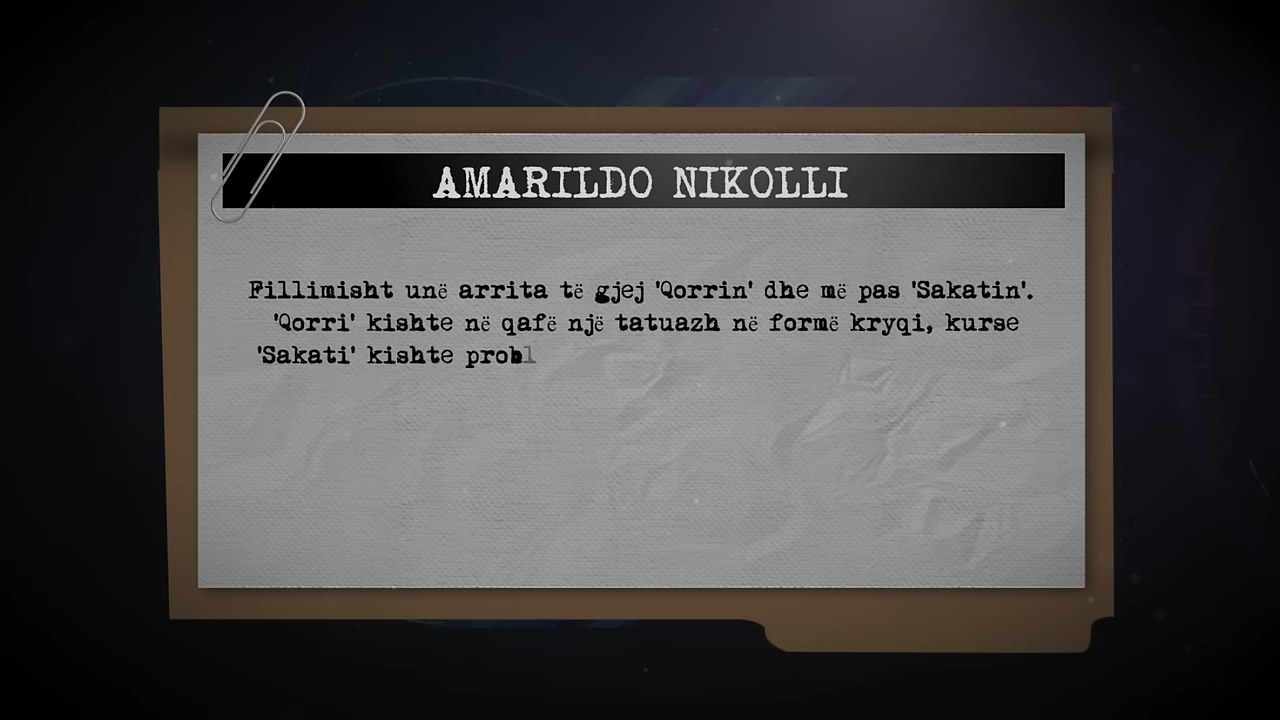 AMARILDO NIKOLLI
Fillimisht unë arrita të gjej 'Qorrin' dhe më pas 'Sakatin'.
'Qorri' kishte në qafë një tatuazh në formë kryqi, kurse
'Sakati' kishte probl